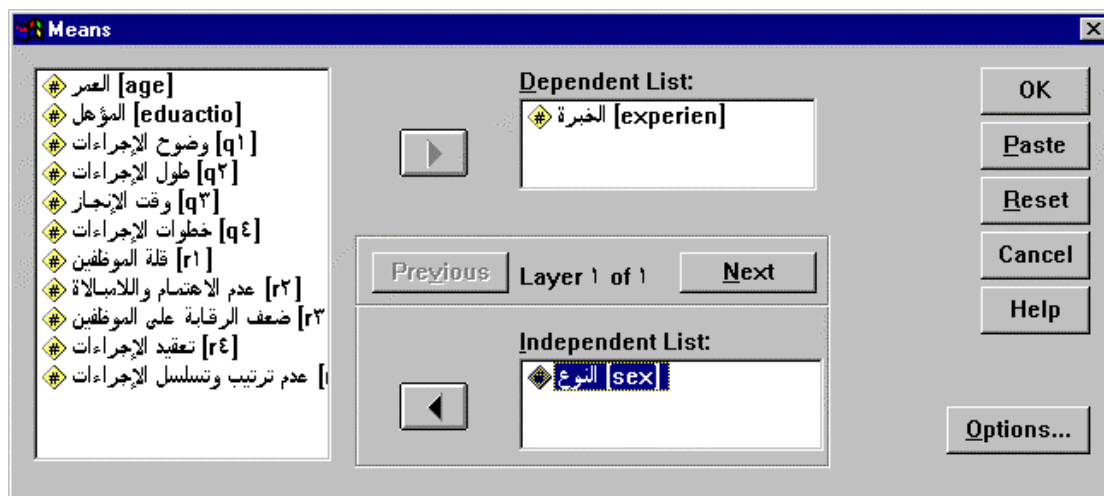 Means
العمر [age]
المؤهل [eduactio]
وضوح الإجراءات [q١]
طول الإجراءات [q٢]
وقت الإنجاز [q٣]
خطوات الإجراءات [q٤]
قلة الموظفين [r١]
عدم الاهتمام واللامبالاة [r٢]
ضعف الرقابة على الموظفين [r٣
تعقيد الإجراءات [r٤]
عدم ترتيب وتسلسل الإجراءات [
Dependent List:
الخبرة [experien]
Previous
Layer ١ of ١
Next
Independent List:
النوع [sex]
OK
Paste
Reset
Cancel
Help
Options...